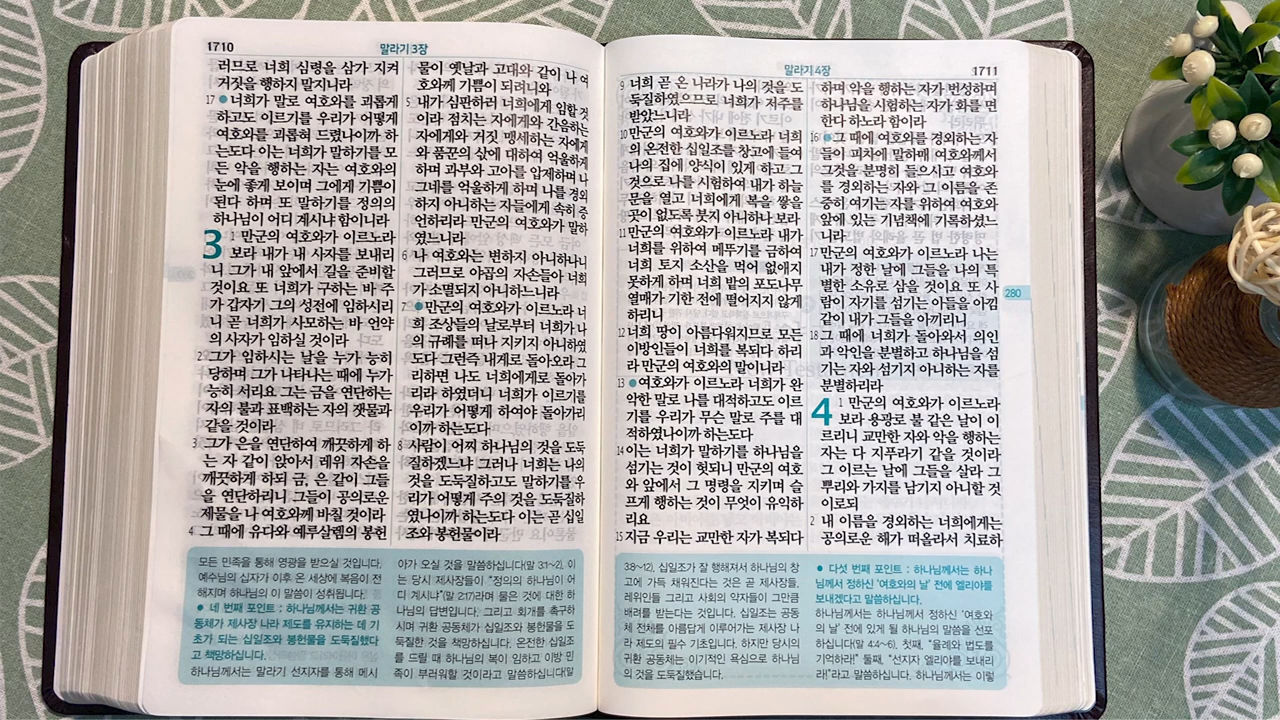 1710
말라기 3장
러므로 너희 심령을 삼가 지켜
거짓을 행하지 말지니라
17 ● 너희가 말로 여호와를 괴롭게
하고도 이르기를 우리가 어떻게
여호와를 괴롭혀 드렸나이까 하
는도다 이는 너희가 말하기를 모
든 악을 행하는 자는 여호와의
눈에 좋게 보이며 그에게 기쁨이
된다 하며 또 말하기를 정의의
하나님이 어디 계시냐 함이니라
3 1 만군의 여호와가 이르노라
보라 내가 내 사자를 보내리
니 그가 내 앞에서 길을 준비할
것이요 또 너희가 구하는 바 주
가 갑자기 그의 성전에 임하시리
니 곧 너희가 사모하는 바 언약
의 사자가 임하실 것이라
2 그가 임하시는 날을 누가 능히
당하며 그가 나타나는 때에 누가
능히 서리요 그는 금을 연단하는
자의 불과 표백하는 자의 잿물과
같을 것이라
3 그가 은을 연단하여 깨끗하게 하
는 자 같이 앉아서 레위 자손을
깨끗하게 하되 금, 은 같이 그들
을 연단하리니 그들이 공의로운
제물을 나 여호와께 바칠 것이라
4 그 때에 유다와 예루살렘의 봉헌
물이 옛날과 고대와 같이 나 여
호와께 기쁨이 되려니와
5 내가 심판하러 너희에게 임할 것
이라 점치는 자에게와 간음하는
자에게와 거짓 맹세하는 자에게
와 품꾼의 삯에 대하여 억울하게
하며 과부와 고아를 압제하며 나
그네를 억울하게 하며 나를 경외
하지 아니하는 자들에게 속히 증
언하리라 만군의 여호와가 말하
였느니라
6 나 여호와는 변하지 아니하나니
그러므로 야곱의 자손들아 너희
가 소멸되지 아니하느니라
7 ● 만군의 여호와가 이르노라 너
희 조상들의 날로부터 너희가 나
의 규례를 떠나 지키지 아니하였
도다 그런즉 내게로 돌아오라 그
리하면 나도 너희에게로 돌아가
리라 하였더니 너희가 이르기를
우리가 어떻게 하여야 돌아가리
이까 하는도다
8 사람이 어찌 하나님의 것을 도둑
질하겠느냐 그러나 너희는 나의
것을 도둑질하고도 말하기를 우
리가 어떻게 주의 것을 도둑질하
였나이까 하는도다 이는 곧 십일
조와 봉헌물이라
모든 민족을 통해 영광을 받으실 것입니다.
예수님의 십자가 이후 온 세상에 복음이 전
해지며 하나님의 이 말씀이 성취됩니다.
● 네 번째 포인트 : 하나님께서는 귀환 공
동체가 제사장 나라 제도를 유지하는 데 기
초가 되는 십일조와 봉헌물을 도둑질했다
고 책망하십니다.
하나님께서는 말라기 선지자를 통해 메시
아가 오실 것을 말씀하십니다(말 3:1~2). 이
는 당시 제사장들이 "정의의 하나님이 어
디 계시냐"(말 2:17)라며 물은 것에 대한 하
나님의 답변입니다. 그리고 회개를 촉구하
시며 귀환 공동체가 십일조와 봉헌물을 도
둑질한 것을 책망하십니다. 온전한 십일조
를 드릴 때 하나님의 복이 임하고 이방 민
족이 부러워할 것이라고 말씀하십니다(말
말라기 4장
1711
9 너희 곧 온 나라가 나의 것을 도
둑질하였으므로 너희가 저주를
받았느니라
10 만군의 여호와가 이르노라 너희
의 온전한 십일조를 창고에 들여
나의 집에 양식이 있게 하고 그
것으로 나를 시험하여 내가 하늘
문을 열고 너희에게 복을 쌓을
곳이 없도록 붓지 아니하나 보라
11 만군의 여호와가 이르노라 내가
너희를 위하여 메뚜기를 금하여
너희 토지 소산을 먹어 없애지
못하게 하며 너희 밭의 포도나무
열매가 기한 전에 떨어지지 않게
하리니
12 너희 땅이 아름다워지므로 모든
이방인들이 너희를 복되다 하리
라 만군의 여호와의 말이니라
13 ● 여호와가 이르노라 너희가 완
악한 말로 나를 대적하고도 이르
기를 우리가 무슨 말로 주를 대
적하였나이까 하는도다
14 이는 너희가 말하기를 하나님을
섬기는 것이 헛되니 만군의 여호
와 앞에서 그 명령을 지키며 슬
프게 행하는 것이 무엇이 유익하
리요
15 지금 우리는 교만한 자가 복되다
하며 악을 행하는 자가 번성하며
하나님을 시험하는 자가 화를 면
한다 하노라 함이라
16 ● 그 때에 여호와를 경외하는 자
들이 피차에 말하매 여호와께서
그것을 분명히 들으시고 여호와
를 경외하는 자와 그 이름을 존
중히 여기는 자를 위하여 여호와
앞에 있는 기념책에 기록하셨느
니라
17 만군의 여호와가 이르노라 나는
내가 정한 날에 그들을 나의 특
별한 소유로 삼을 것이요 또 사
람이 자기를 섬기는 아들을 아낌
같이 내가 그들을 아끼리니
18 그 때에 너희가 돌아와서 의인
과 악인을 분별하고 하나님을 섬
기는 자와 섬기지 아니하는 자를
분별하리라
4 1 만군의 여호와가 이르노라
보라 용광로 불 같은 날이 이
르리니 교만한 자와 악을 행하는
자는 다 지푸라기 같을 것이라
그 이르는 날에 그들을 살라 그
뿌리와 가지를 남기지 아니할 것
이로되
2 내 이름을 경외하는 너희에게는
공의로운 해가 떠올라서 치료하
280
3:8~12). 십일조가 잘 행해져서 하나님의 창
고에 가득 채워진다는 것은 곧 제사장들,
레위인들 그리고 사회의 약자들이 그만큼
배려를 받는다는 것입니다. 십일조는 공동
체 전체를 아름답게 이루어가는 제사장 나
라 제도의 필수 기초입니다. 하지만 당시의
귀환 공동체는 이기적인 욕심으로 하나님
의 것을 도둑질했습니다.
● 다섯 번째 포인트 : 하나님께서는 하나
님께서 정하신 '여호와의 날' 전에 엘리야를
보내겠다고 말씀하십니다.
하나님께서는 하나님께서 정하신 '여호와
의 날' 전에 있게 될 하나님의 말씀을 선포
하십니다(말 4:4~6). 첫째, "율례와 법도를
기억하라!" 둘째, "선지자 엘리야를 보내리
라!"라고 말씀하십니다. 하나님께서는 이렇